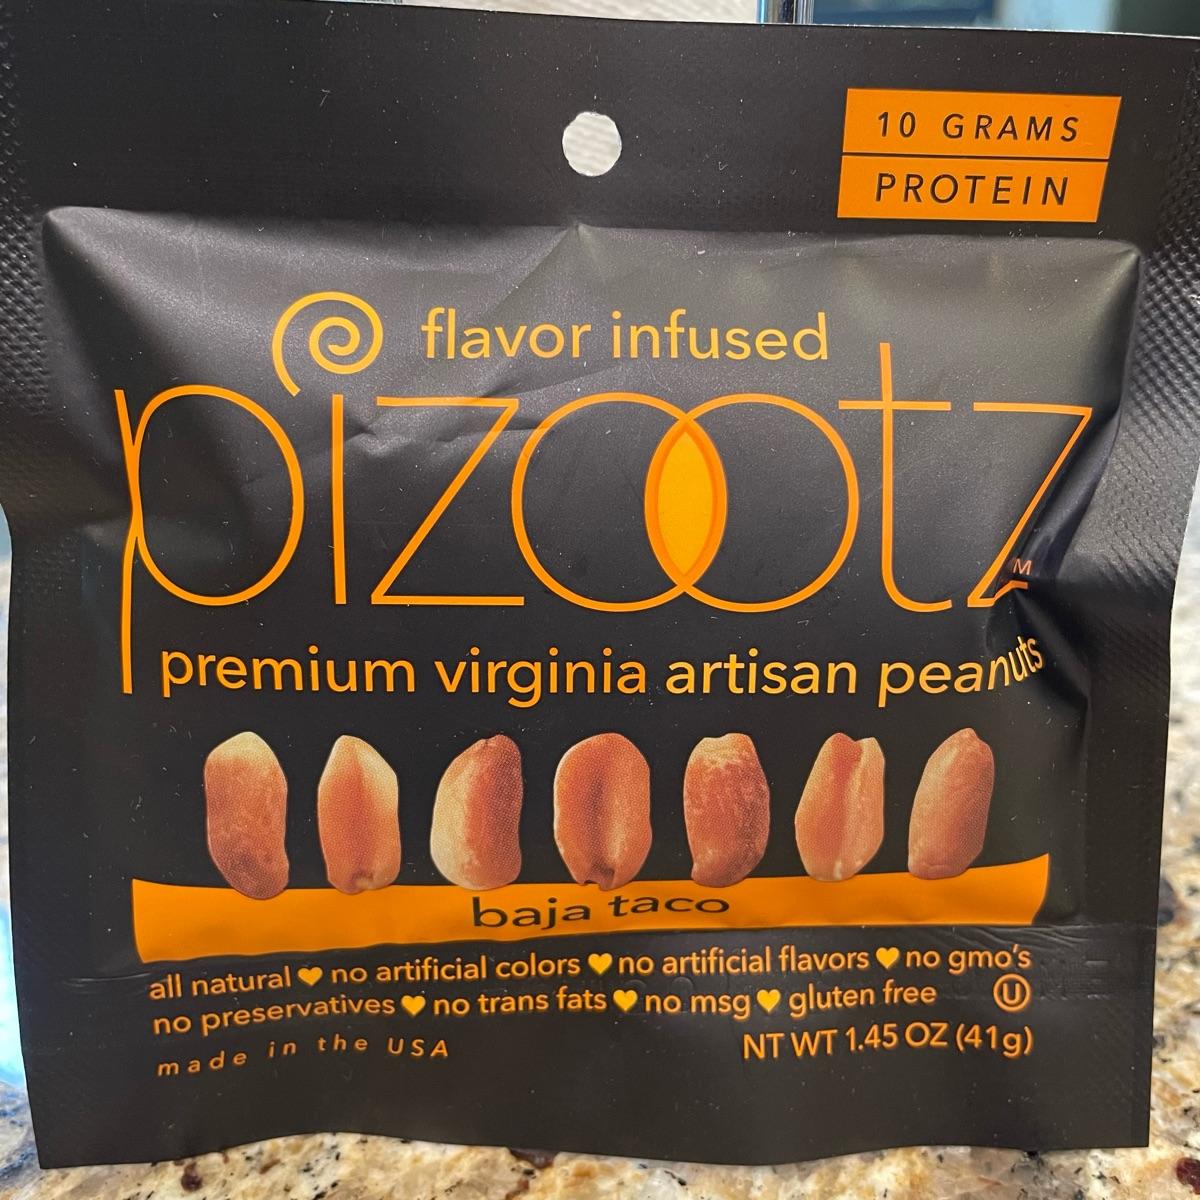 10 GRAMS
PROTEIN
flavor infused
pizootz
TM
premium virginia artisan peanuts
baja taco
all natural ♥ no artificial colors ♥ no artificial flavors ♥ no gmo's
no preservatives ♥ no trans fats ♥ no msg ♥ gluten free U
made in the USA
NT WT 1.45 OZ (41g)